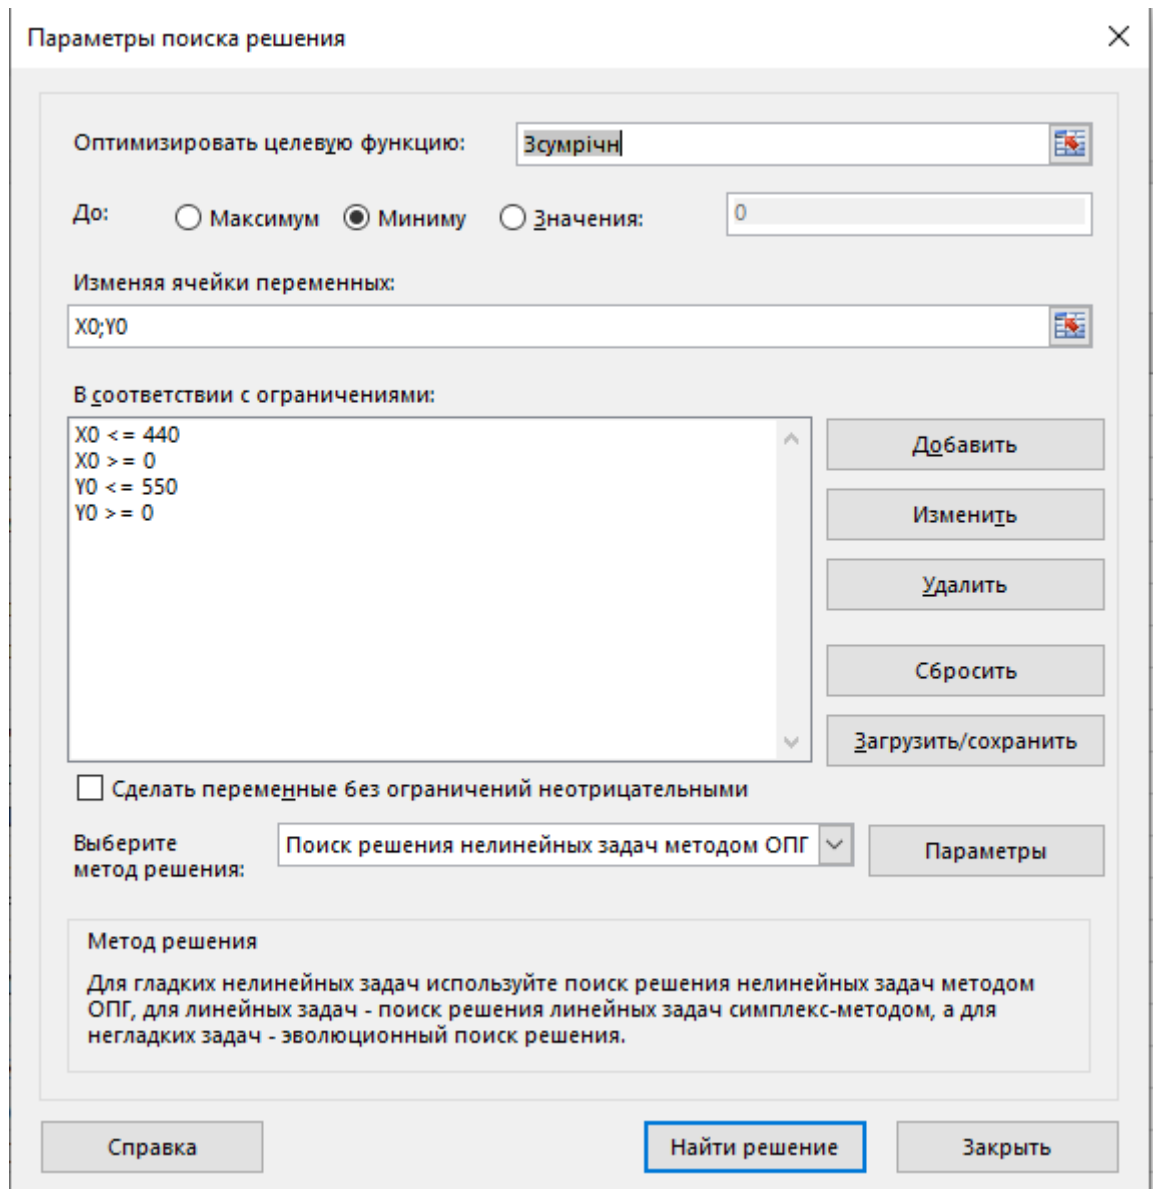 Параметры поиска решения
Оптимизировать целевую функцию:
Зсумрічн
До:
Максимум
Миниму
Значения:
0
Изменяя ячейки переменных:
X0;Y0
В соответствии с ограничениями:
X0 <= 440
X0 >= 0
Y0 <= 550
Y0 >= 0
Добавить
Изменить
Удалить
Сбросить
Загрузить/сохранить
Сделать переменные без ограничений неотрицательными
Выберите
метод решения:
Поиск решения нелинейных задач методом ОПГ
Параметры
Метод решения
Для гладких нелинейных задач используйте поиск решения нелинейных задач методом
ОПГ, для линейных задач - поиск решения линейных задач симплекс-методом, а для
негладких задач - эволюционный поиск решения.
Справка
Найти решение
Закрыть